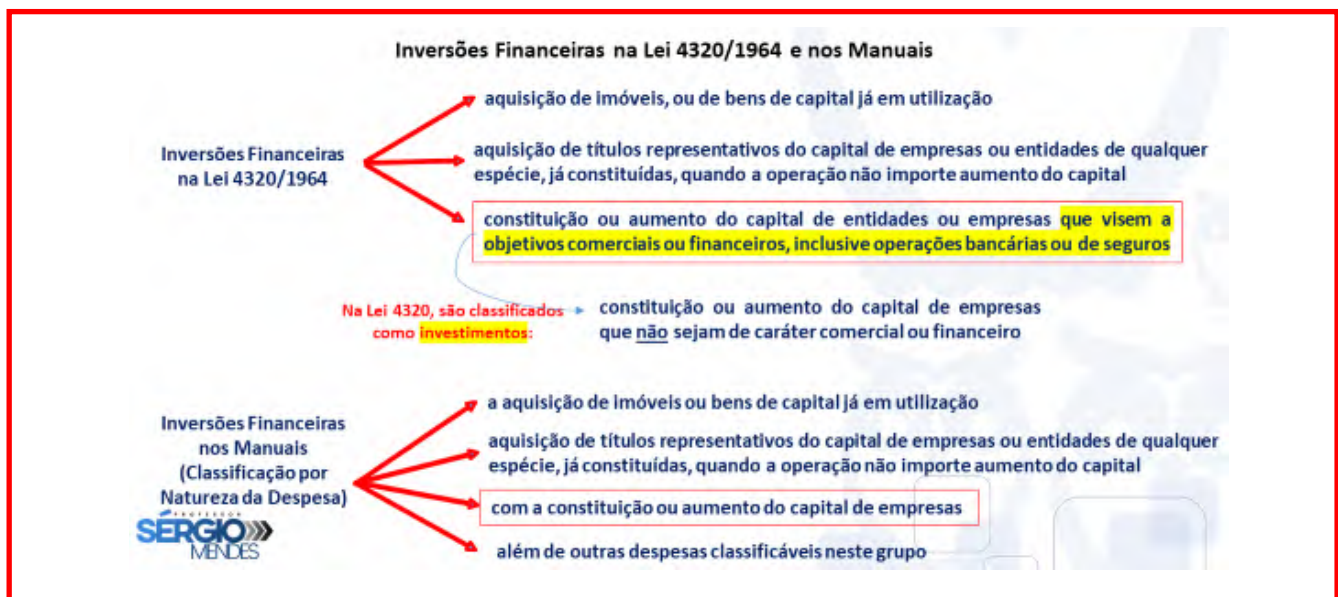 Inversões Financeiras na Lei 4320/1964 e nos Manuais
aquisição de imóveis, ou de bens de capital já em utilização
Inversões Financeiras
na Lei 4320/1964
aquisição de títulos representativos do capital de empresas ou entidades de qualquer
espécie, já constituídas, quando a operação não importe aumento do capital
constituição ou aumento do capital de entidades ou empresas que visem a
objetivos comerciais ou financeiros, inclusive operações bancárias ou de seguros
Na Lei 4320, são classificados
como investimentos:
constituição ou aumento do capital de empresas
que não sejam de caráter comercial ou financeiro
Inversões Financeiras
nos Manuais
(Classificação por
Natureza da Despesa)
a aquisição de imóveis ou bens de capital já em utilização
aquisição de títulos representativos do capital de empresas ou entidades de qualquer
espécie, já constituídas, quando a operação não importe aumento do capital
com a constituição ou aumento do capital de empresas
além de outras despesas classificáveis neste grupo
PROFESSOR
SÉRGIO
MENDES